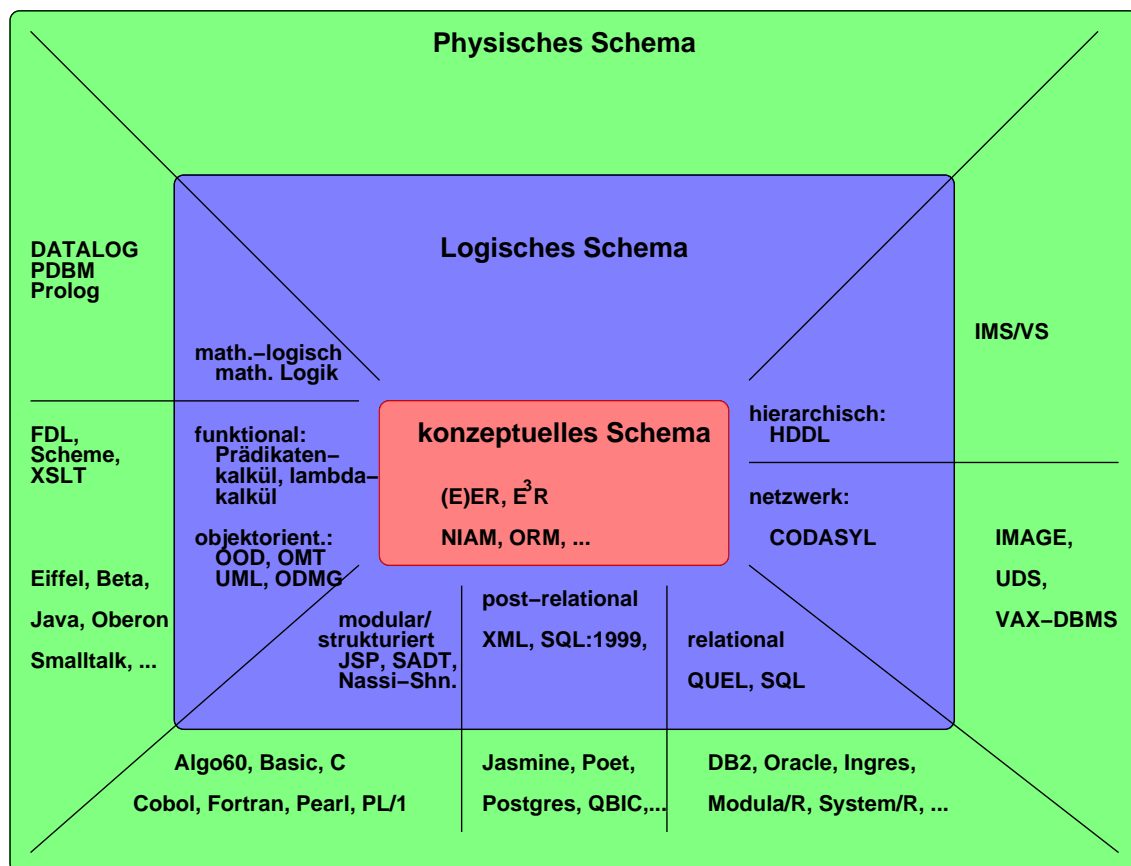 Physisches Schema
Logisches Schema
DATALOG
PDBM
Prolog
math.−logisch
math. Logik
IMS/VS
hierarchisch:
HDDL
FDL,
Scheme,
XSLT
funktional:
Prädikaten−
kalkül, lambda−
kalkül
konzeptuelles Schema
(E)ER, E³R
NIAM, ORM, ...
netzwerk:
CODASYL
objektorient.:
OOD, OMT
UML, ODMG
Eiffel, Beta,
Java, Oberon
Smalltalk, ...
IMAGE,
UDS,
VAX−DBMS
modular/
strukturiert
JSP, SADT,
Nassi−Shn.
post−relational
XML, SQL:1999,
relational
QUEL, SQL
Algo60, Basic, C
Cobol, Fortran, Pearl, PL/1
Jasmine, Poet,
Postgres, QBIC,...
DB2, Oracle, Ingres,
Modula/R, System/R, ...